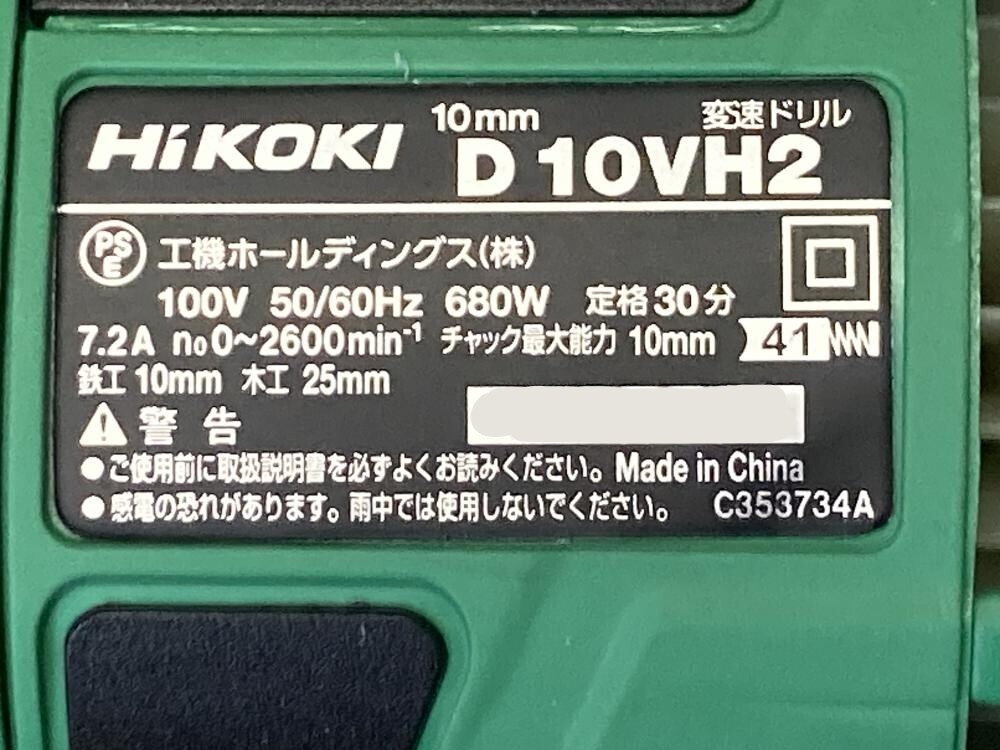 HiKOKI 10mm 変速ドリル
D 10VH2
PSE 工機ホールディングス(株)
100V 50/60Hz 680W 定格30分
7.2A n₀0~2600min⁻¹ チャック最大能力 10mm 41
鉄工 10mm 木工 25mm
警告
●ご使用前に取扱説明書を必ずよくお読みください。 Made in China
●感電の恐れがあります。雨中では使用しないでください。 C353734A